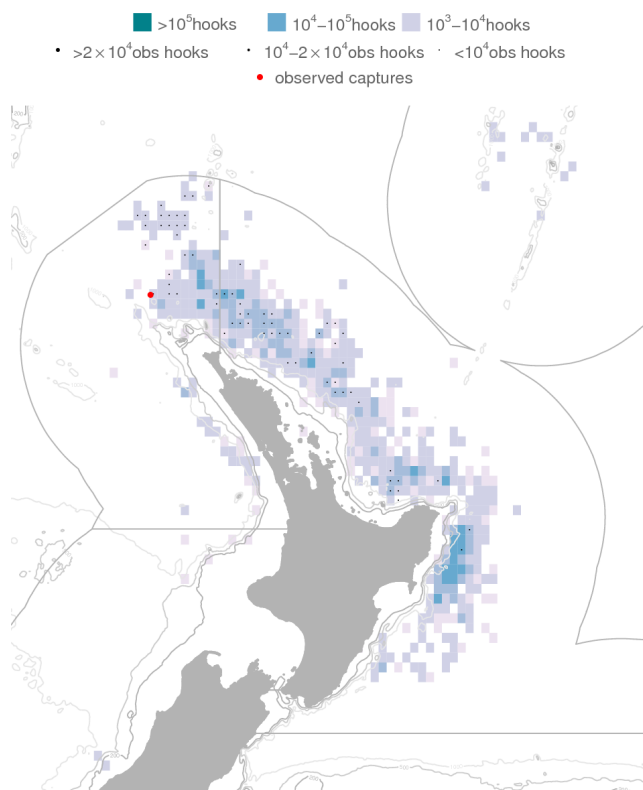 >10⁵hooks 10⁴–10⁵hooks 10³–10⁴hooks
>2×10⁴obs hooks 10⁴–2×10⁴obs hooks <10⁴obs hooks
observed captures